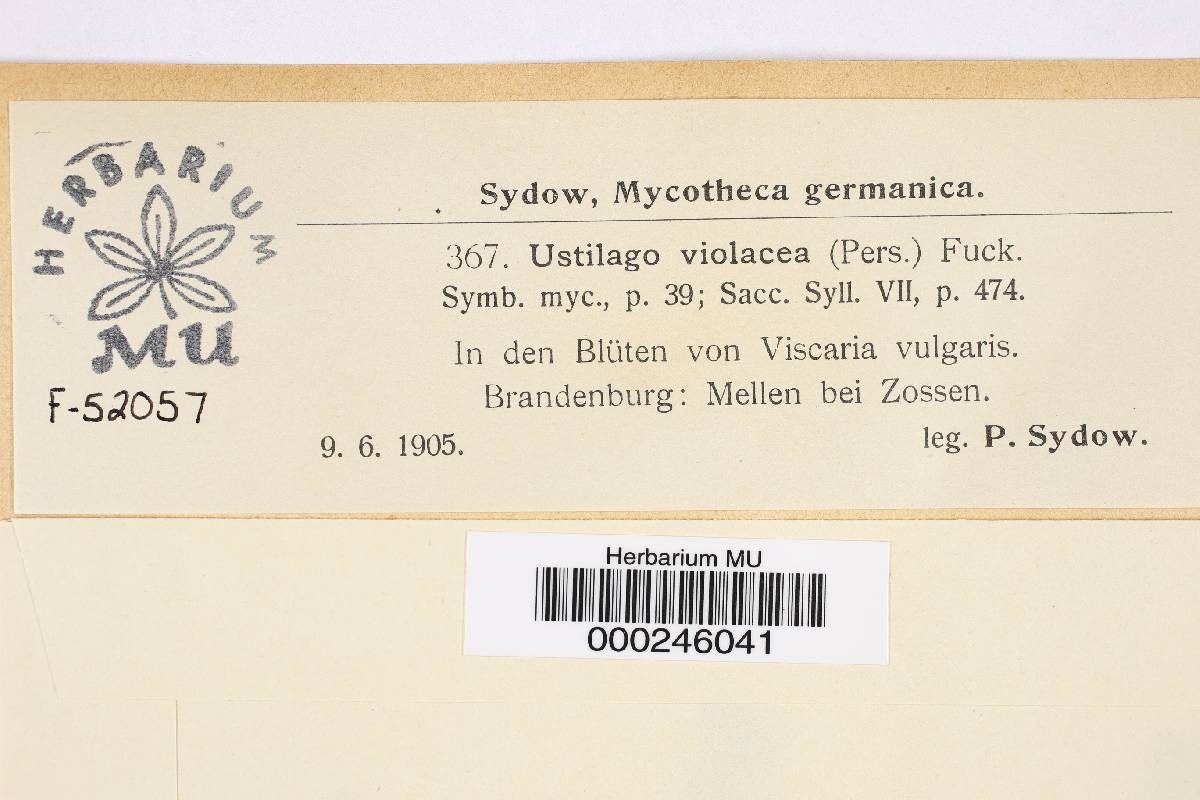 HERBARIUM
MU
F-52057
Sydow, Mycotheca germanica.
367. Ustilago violacea (Pers.) Fuck.
Symb. myc., p. 39; Sacc. Syll. VII, p. 474.
In den Blüten von Viscaria vulgaris.
Brandenburg: Mellen bei Zossen.
9. 6. 1905.
leg. P. Sydow.
Herbarium MU
000246041